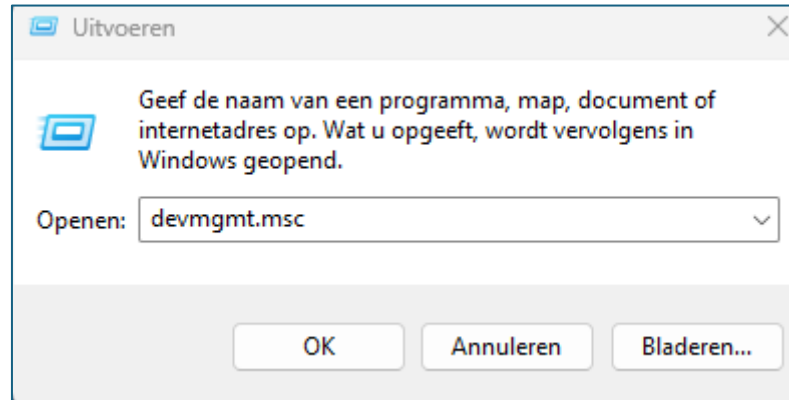 Uitvoeren
Geef de naam van een programma, map, document of
internetadres op. Wat u opgeeft, wordt vervolgens in
Windows geopend.
Openen: devmgmt.msc
OK Annuleren Bladeren...